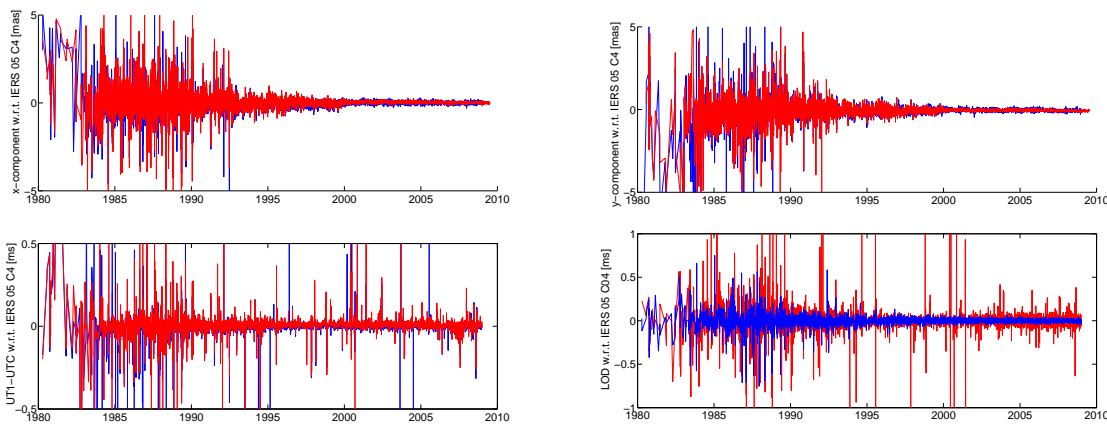 x−component w.r.t. IERS 05 C4 [mas]
5
0
−5
1980 1985 1990 1995 2000 2005 2010
y−component w.r.t. IERS 05 C4 [mas]
5
0
−5
1980 1985 1990 1995 2000 2005 2010
UT1−UTC w.r.t. IERS 05 C4 [ms]
0.5
0
−0.5
1980 1985 1990 1995 2000 2005 2010
LOD w.r.t. IERS 05 C04 [ms]
1
0.5
0
−0.5
−1
1980 1985 1990 1995 2000 2005 2010